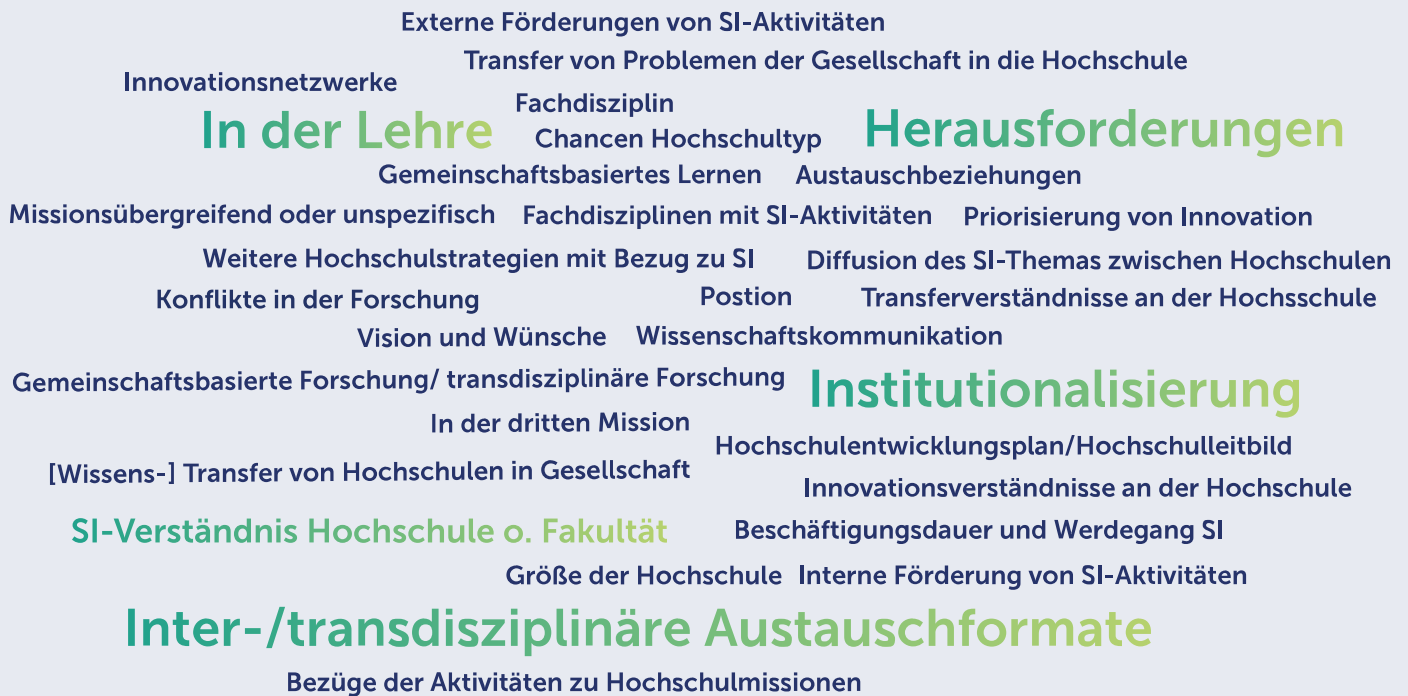 Externe Förderungen von SI-Aktivitäten
Transfer von Problemen der Gesellschaft in die Hochschule
Innovationsnetzwerke
Fachdisziplin
In der Lehre
Chancen Hochschultyp
Herausforderungen
Gemeinschaftsbasiertes Lernen
Austauschbeziehungen
Missionsübergreifend oder unspezifisch
Fachdisziplinen mit SI-Aktivitäten
Priorisierung von Innovation
Weitere Hochschulstrategien mit Bezug zu SI
Diffusion des SI-Themas zwischen Hochschulen
Konflikte in der Forschung
Postion
Transferverständnisse an der Hochsschule
Vision und Wünsche
Wissenschaftskommunikation
Gemeinschaftsbasierte Forschung/ transdisziplinäre Forschung
Institutionalisierung
In der dritten Mission
Hochschulentwicklungsplan/Hochschulleitbild
[Wissens-] Transfer von Hochschulen in Gesellschaft
Innovationsverständnisse an der Hochschule
SI-Verständnis Hochschule o. Fakultät
Beschäftigungsdauer und Werdegang SI
Größe der Hochschule
Interne Förderung von SI-Aktivitäten
Inter-/transdisziplinäre Austauschformate
Bezüge der Aktivitäten zu Hochschulmissionen